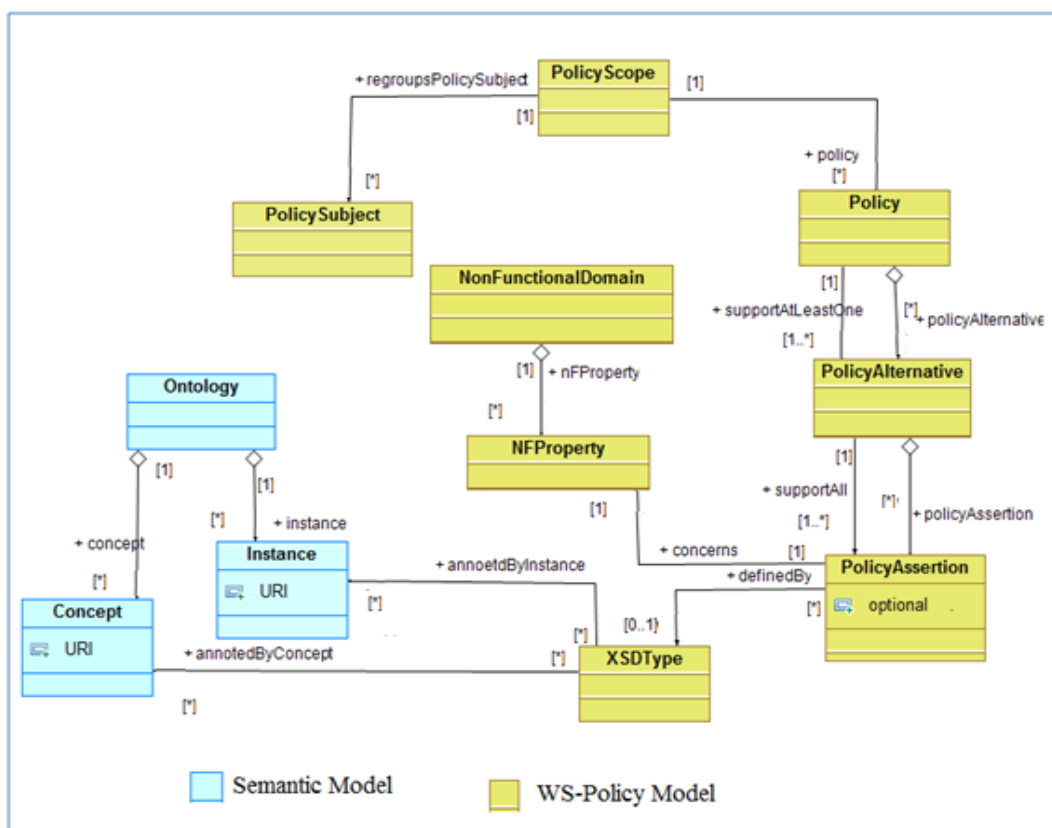 PolicyScope
+ regroupsPolicySubject
[1]
[1]
+ policy
[*]
[*]
PolicySubject
Policy
NonFunctionalDomain
[1]
+ supportAtLeastOne
[*]
+ policyAlternative
[1..*]
[1]
+ nFProperty
Ontology
PolicyAlternative
[*]
NFProperty
[1]
[1]
[1]
+ supportAll
[*]
+ policyAssertion
[*]
+ instance
[1]
[1..*]
+ concept
Instance
URI
+ concerns
[1]
PolicyAssertion
optional
+ annoetdByInstance
+ definedBy
[*]
[*]
[*]
Concept
URI
[0..1]
[*]
+ annotedByConcept
[*]
XSDType
[*]
Semantic Model
WS-Policy Model